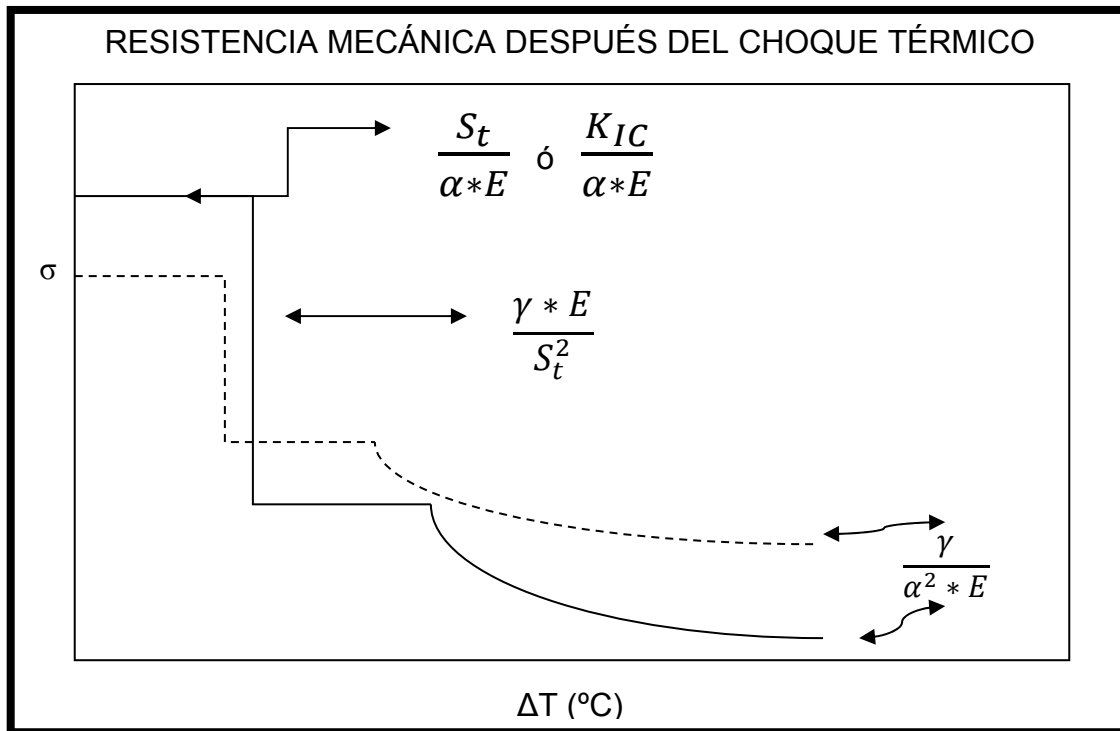 RESISTENCIA MECÁNICA DESPUÉS DEL CHOQUE TÉRMICO
S_t / α*E ó K_IC / α*E
σ
γ * E / S_t^2
γ / α^2 * E
ΔT (ºC)